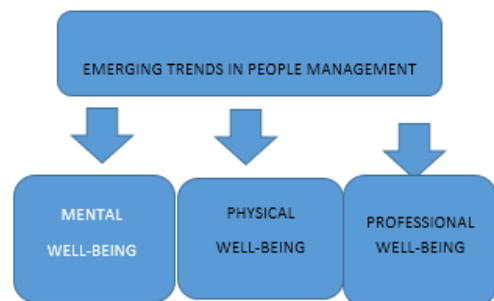 EMERGING TRENDS IN PEOPLE MANAGEMENT
MENTAL
WELL-BEING
PHYSICAL
WELL-BEING
PROFESSIONAL
WELL-BEING